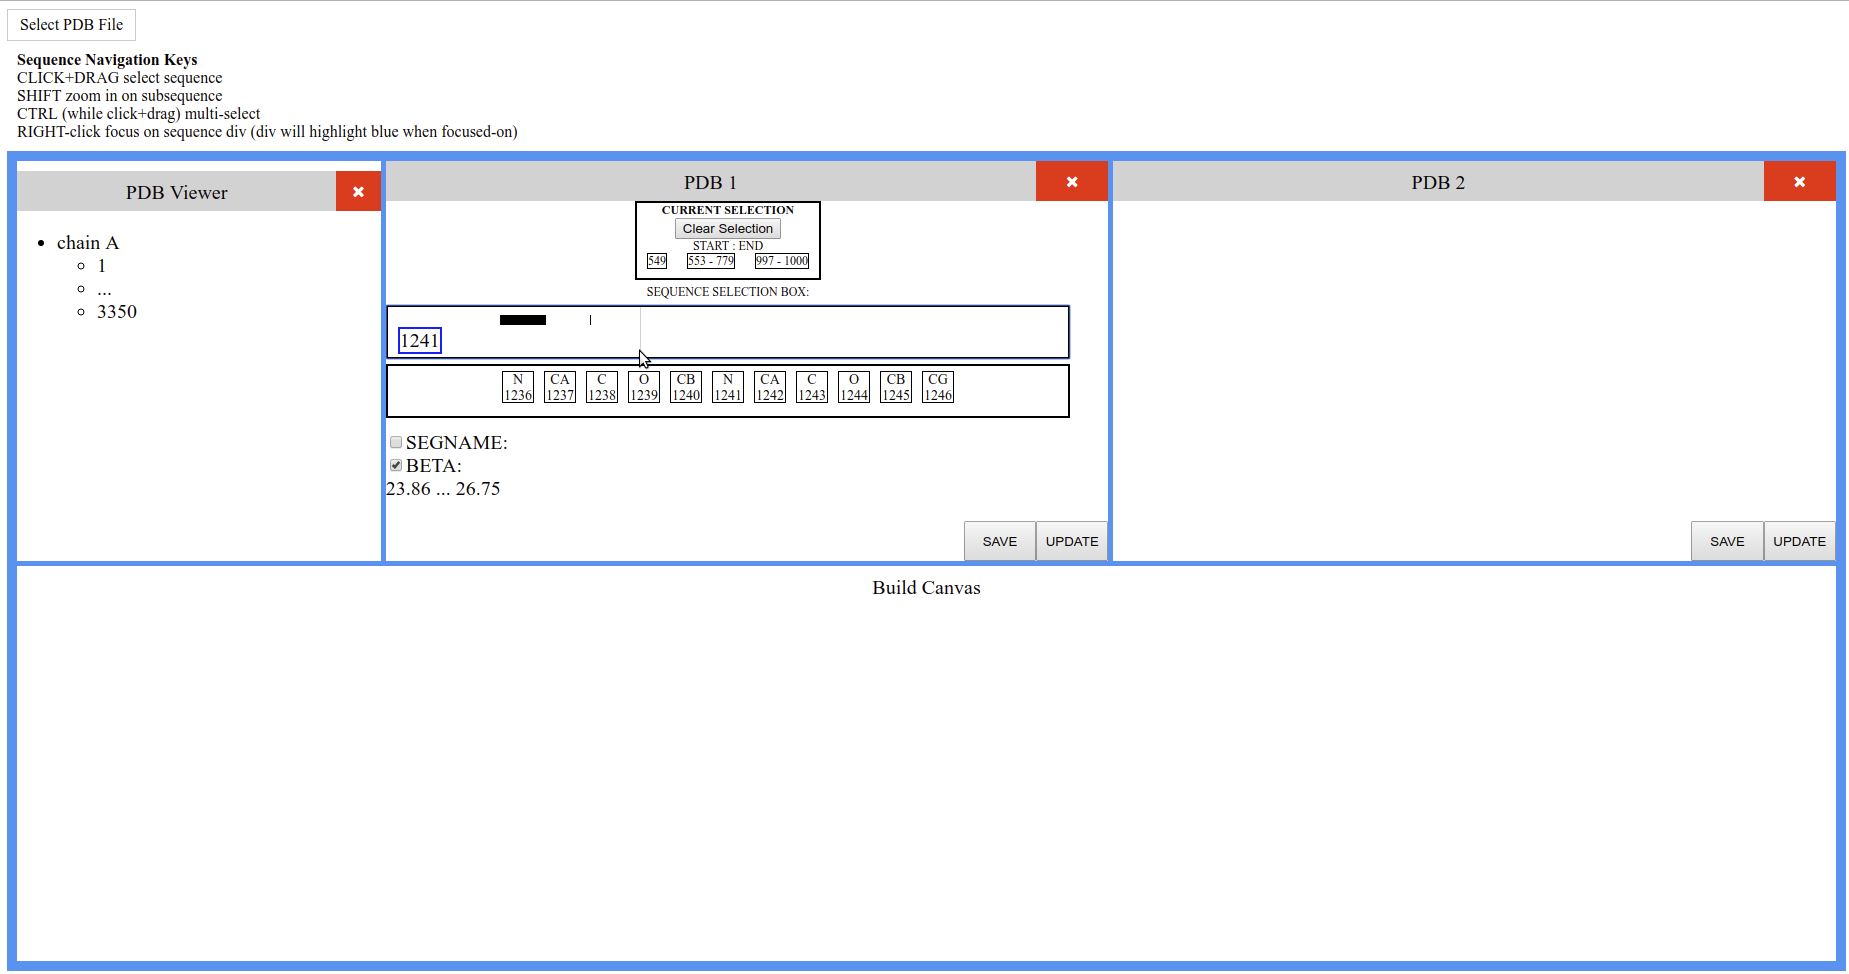 Select PDB File
Sequence Navigation Keys
CLICK+DRAG select sequence
SHIFT zoom in on subsequence
CTRL (while click+drag) multi-select
RIGHT-click focus on sequence div (div will highlight blue when focused-on)
PDB Viewer
chain A
1
...
3350
PDB 1
CURRENT SELECTION
Clear Selection
START : END
549 553 - 779 997 - 1000
SEQUENCE SELECTION BOX:
1241
N CA C O CB N CA C O CB CG
1236 1237 1238 1239 1240 1241 1242 1243 1244 1245 1246
SEGNAME:
BETA:
23.86 ... 26.75
SAVE UPDATE
PDB 2
SAVE UPDATE
Build Canvas